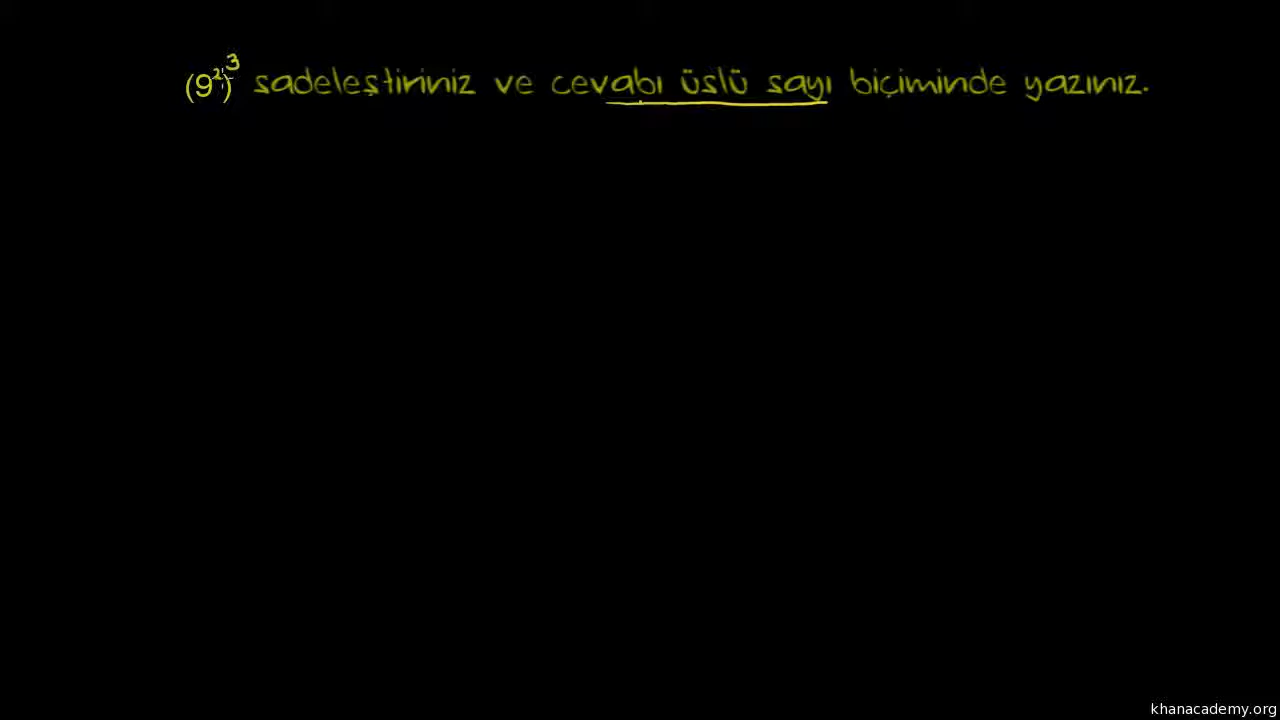 (9²)³ sadeleştiriniz ve cevabı üslü sayı biçiminde yazınız.
khanacademy.org